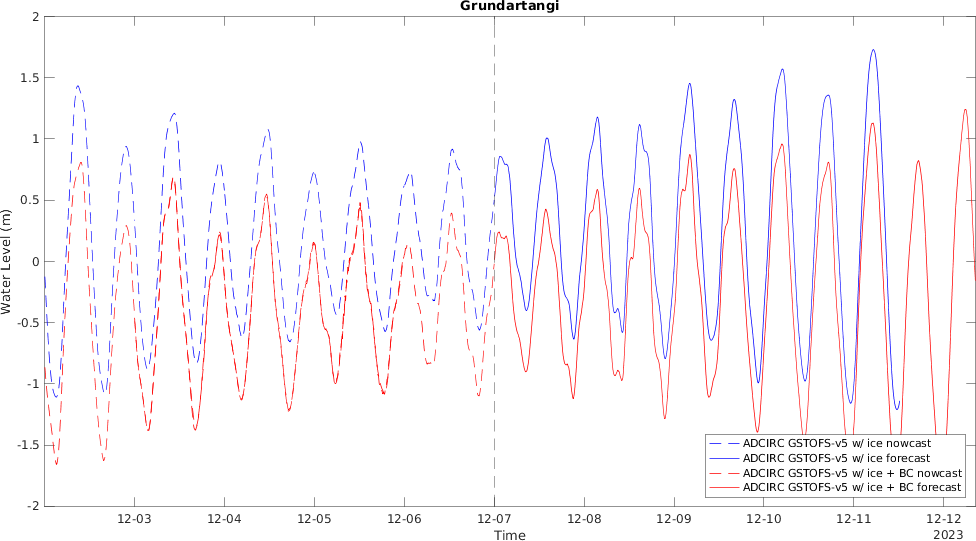 Grundartangi
2
1.5
1
0.5
0
-0.5
-1
-1.5
-2
Water Level (m)
ADCIRC GSTOFS-v5 w/ ice nowcast
ADCIRC GSTOFS-v5 w/ ice forecast
ADCIRC GSTOFS-v5 w/ ice + BC nowcast
ADCIRC GSTOFS-v5 w/ ice + BC forecast
12-03 12-04 12-05 12-06 12-07 12-08 12-09 12-10 12-11 12-12
Time 2023